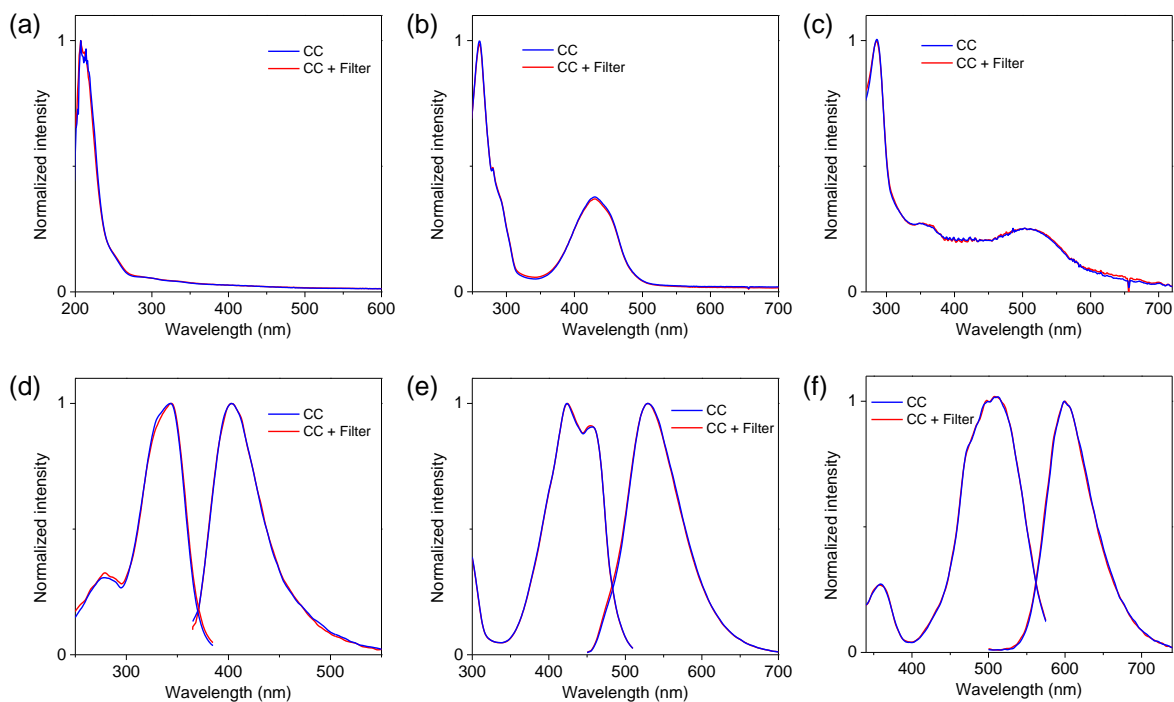 (a)
1
CC
CC + Filter
Normalized intensity
0
200 300 400 500 600
Wavelength (nm)
(b)
1
CC
CC + Filter
Normalized intensity
0
300 400 500 600 700
Wavelength (nm)
(c)
1
CC
CC + Filter
Normalized intensity
0
300 400 500 600 700
Wavelength (nm)
(d)
1
CC
CC + Filter
Normalized intensity
0
300 400 500
Wavelength (nm)
(e)
1
CC
CC + Filter
Normalized intensity
0
300 400 500 600 700
Wavelength (nm)
(f)
1
CC
CC + Filter
Normalized intensity
0
400 500 600 700
Wavelength (nm)